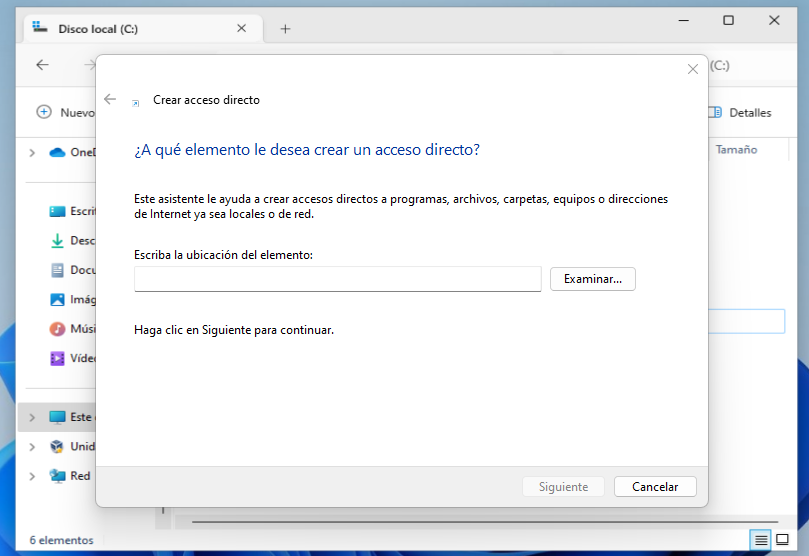 Disco local (C:)
(C:)
Nuevo
Detalles
Tamaño
Crear acceso directo
¿A qué elemento le desea crear un acceso directo?
Este asistente le ayuda a crear accesos directos a programas, archivos, carpetas, equipos o direcciones
de Internet ya sea locales o de red.
Escriba la ubicación del elemento:
Examinar...
Haga clic en Siguiente para continuar.
Siguiente
Cancelar
OneD
Escrit
Desc
Docu
Imág
Músi
Víde
Este
Unid
Red
6 elementos